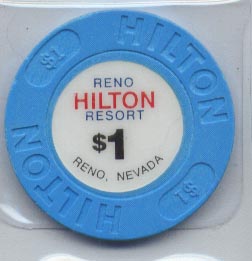 RENO
HILTON
RESORT
$1
RENO, NEVADA
HILTON
$1
HILTON
$1